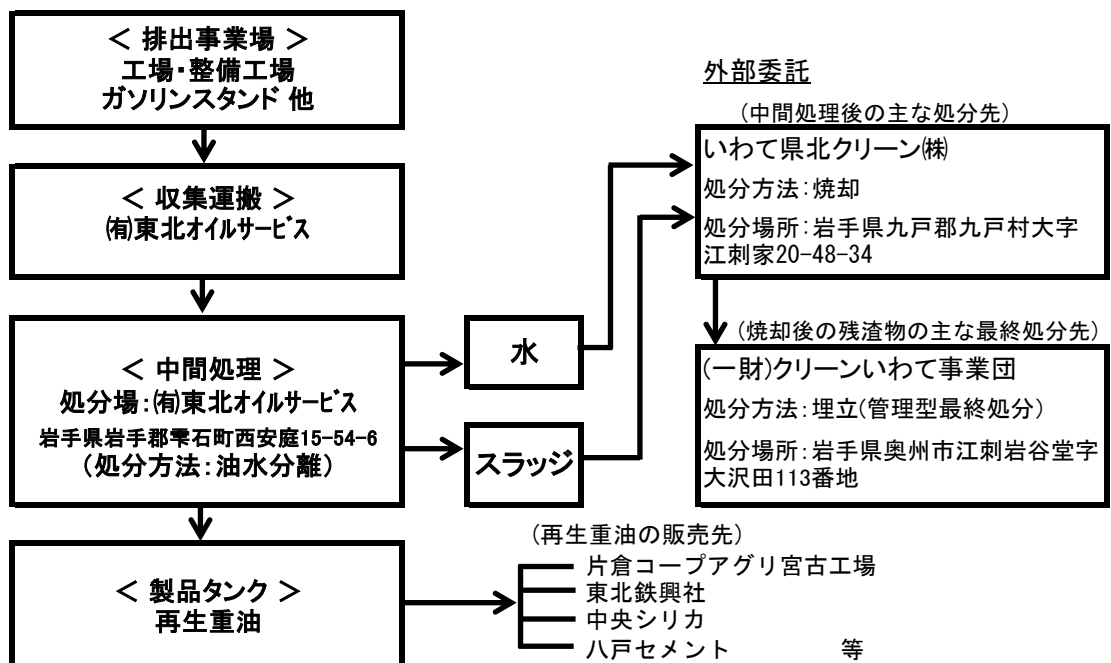 < 排出事業場 >
工場・整備工場
ガソリンスタンド 他
< 収集運搬 >
㈲東北オイルサービス
< 中間処理 >
処分場:㈲東北オイルサービス
岩手県岩手郡雫石町西安庭15-54-6
(処分方法:油水分離)
水
スラッジ
< 製品タンク >
再生重油
外部委託
(中間処理後の主な処分先)
いわて県北クリーン㈱
処分方法:焼却
処分場所:岩手県九戸郡九戸村大字
江刺家20-48-34
(焼却後の残渣物の主な最終処分先)
(一財)クリーンいわて事業団
処分方法:埋立(管理型最終処分)
処分場所:岩手県奥州市江刺岩谷堂字
大沢田113番地
(再生重油の販売先)
片倉コープアグリ宮古工場
東北鉄興社
中央シリカ
八戸セメント 等